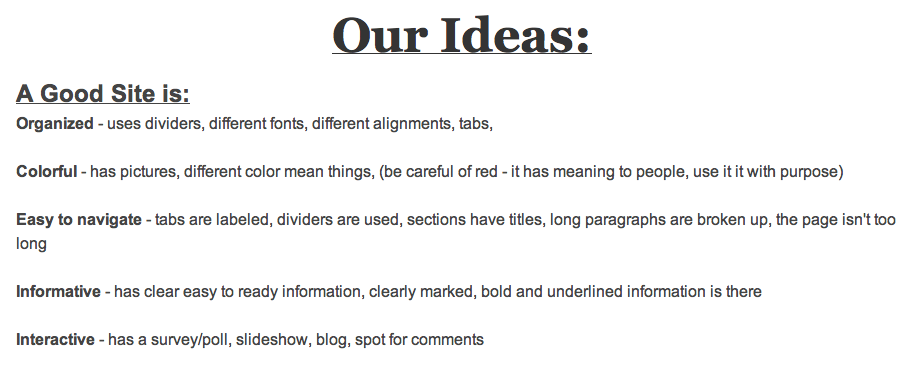 Our Ideas:
A Good Site is:
Organized - uses dividers, different fonts, different alignments, tabs,
Colorful - has pictures, different color mean things, (be careful of red - it has meaning to people, use it it with purpose)
Easy to navigate - tabs are labeled, dividers are used, sections have titles, long paragraphs are broken up, the page isn't too
long
Informative - has clear easy to ready information, clearly marked, bold and underlined information is there
Interactive - has a survey/poll, slideshow, blog, spot for comments